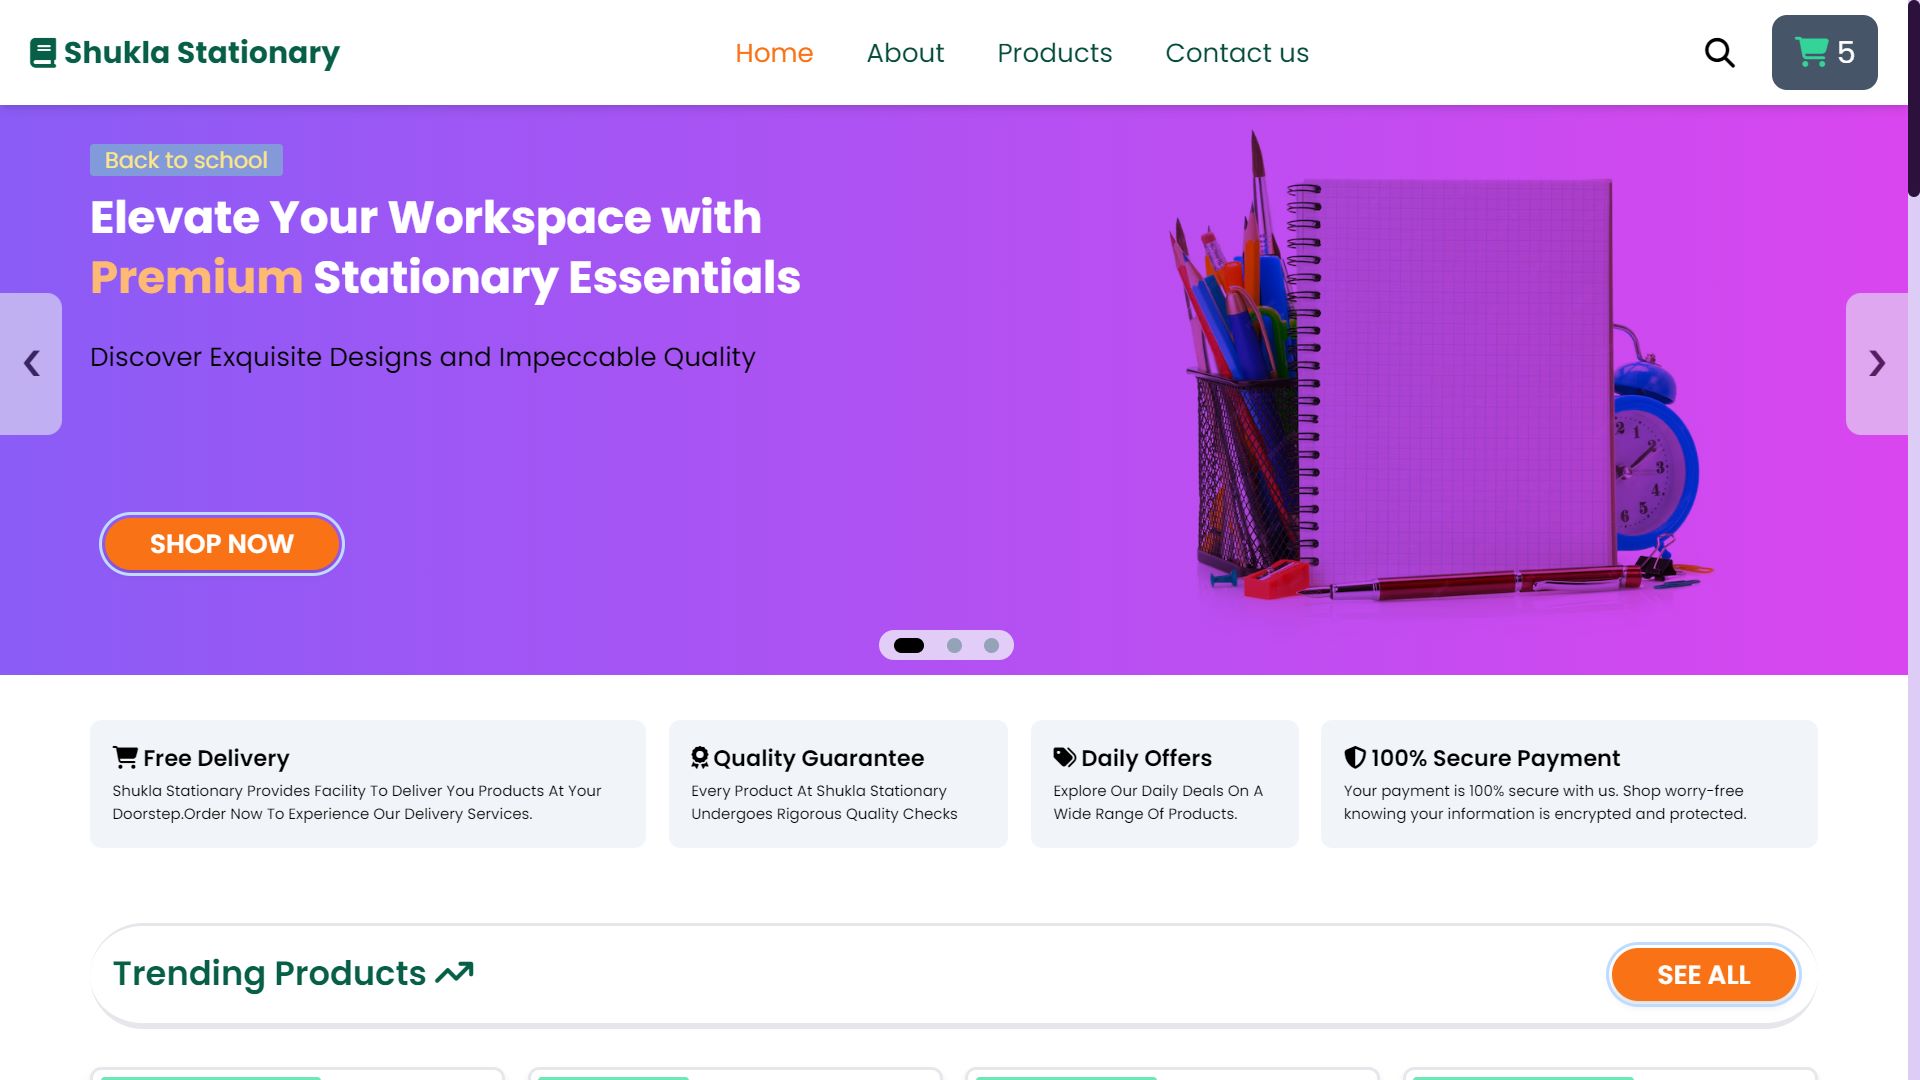 Shukla Stationary
Home About Products Contact us
5
Back to school
Elevate Your Workspace with
Premium Stationary Essentials
Discover Exquisite Designs and Impeccable Quality
❮
❯
SHOP NOW
Free Delivery
Shukla Stationary Provides Facility To Deliver You Products At Your
Doorstep.Order Now To Experience Our Delivery Services.
Quality Guarantee
Every Product At Shukla Stationary
Undergoes Rigorous Quality Checks
Daily Offers
Explore Our Daily Deals On A
Wide Range Of Products.
100% Secure Payment
Your payment is 100% secure with us. Shop worry-free
knowing your information is encrypted and protected.
Trending Products
SEE ALL